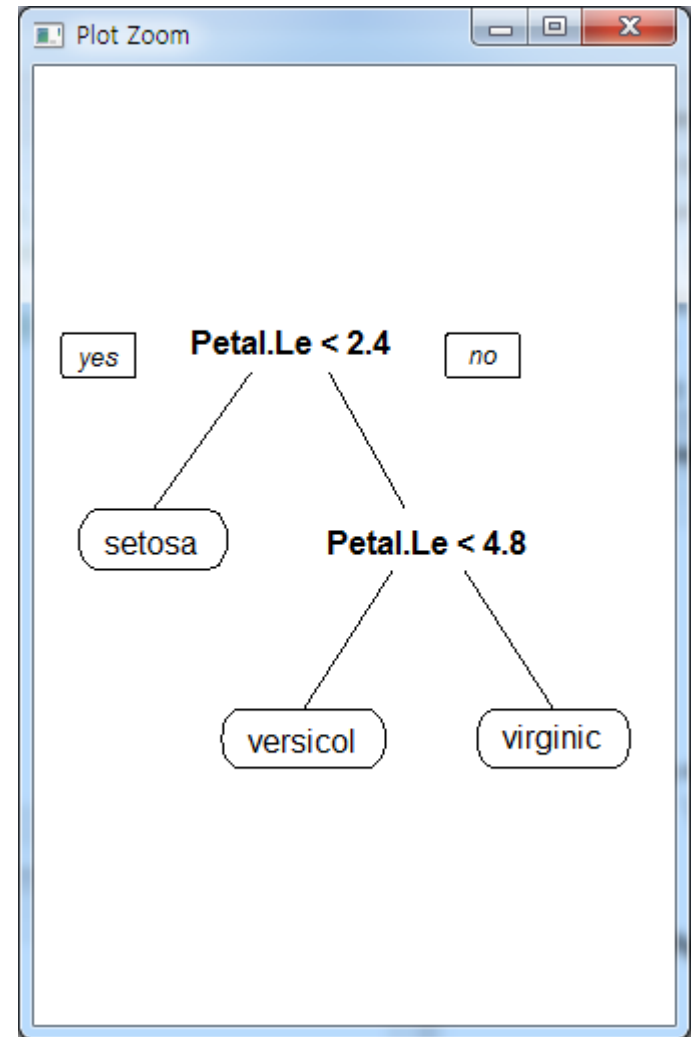 Plot Zoom
yes
Petal.Le < 2.4
no
setosa
Petal.Le < 4.8
versicol
virginic